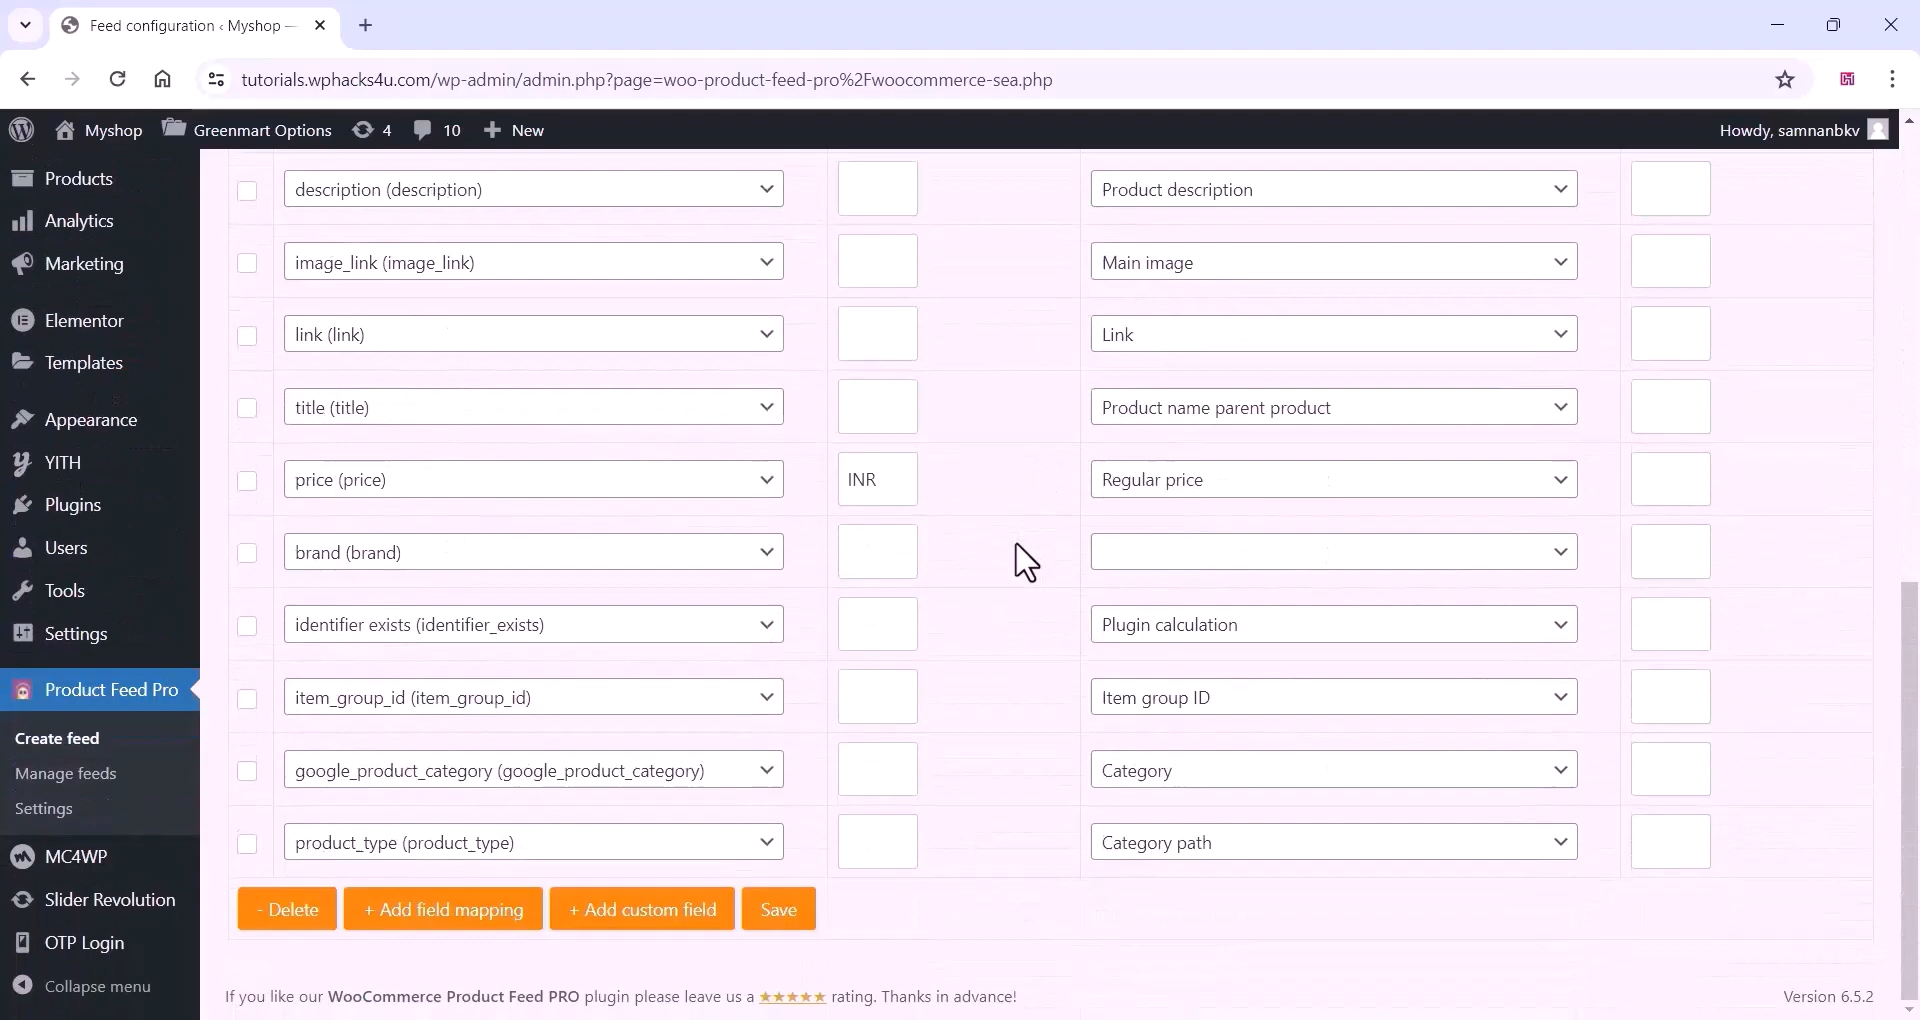 Feed configuration ‹ Myshop —
tutorials.wphacks4u.com/wp-admin/admin.php?page=woo-product-feed-pro%2Fwoocommerce-sea.php
Myshop Greenmart Options 4 10 New Howdy, samnanbkv
Products
Analytics
Marketing
Elementor
Templates
Appearance
YITH
Plugins
Users
Tools
Settings
Product Feed Pro
Create feed
Manage feeds
Settings
MC4WP
Slider Revolution
OTP Login
Collapse menu
description (description) Product description
image_link (image_link) Main image
link (link) Link
title (title) Product name parent product
price (price) INR Regular price
brand (brand)
identifier exists (identifier_exists) Plugin calculation
item_group_id (item_group_id) Item group ID
google_product_category (google_product_category) Category
product_type (product_type) Category path
- Delete + Add field mapping + Add custom field Save
If you like our WooCommerce Product Feed PRO plugin please leave us a ★★★★★ rating. Thanks in advance! Version 6.5.2